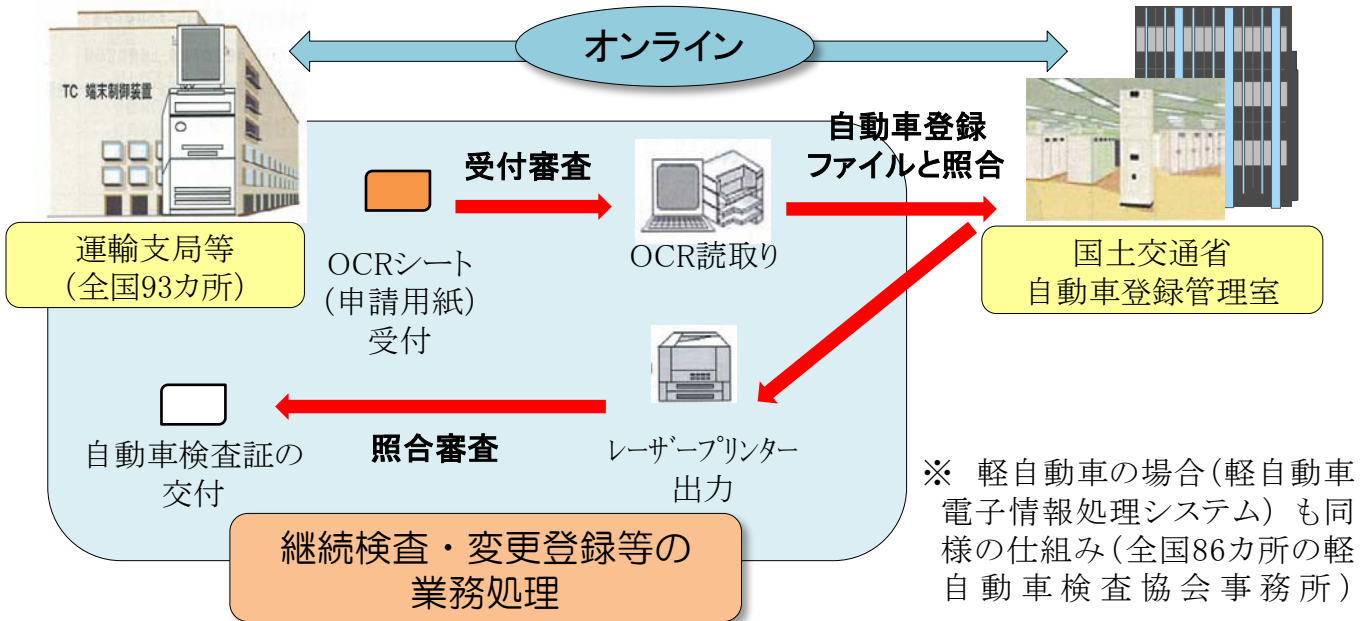 オンライン
TC 端末制御装置
運輸支局等
(全国93カ所)
受付審査
自動車登録
ファイルと照合
OCRシート
(申請用紙)
受付
OCR読取り
国土交通省
自動車登録管理室
自動車検査証の
交付
照合審査
レーザープリンター
出力
継続検査・変更登録等の
業務処理
※ 軽自動車の場合(軽自動車
電子情報処理システム)も同
様の仕組み(全国86カ所の軽
自動車検査協会事務所)